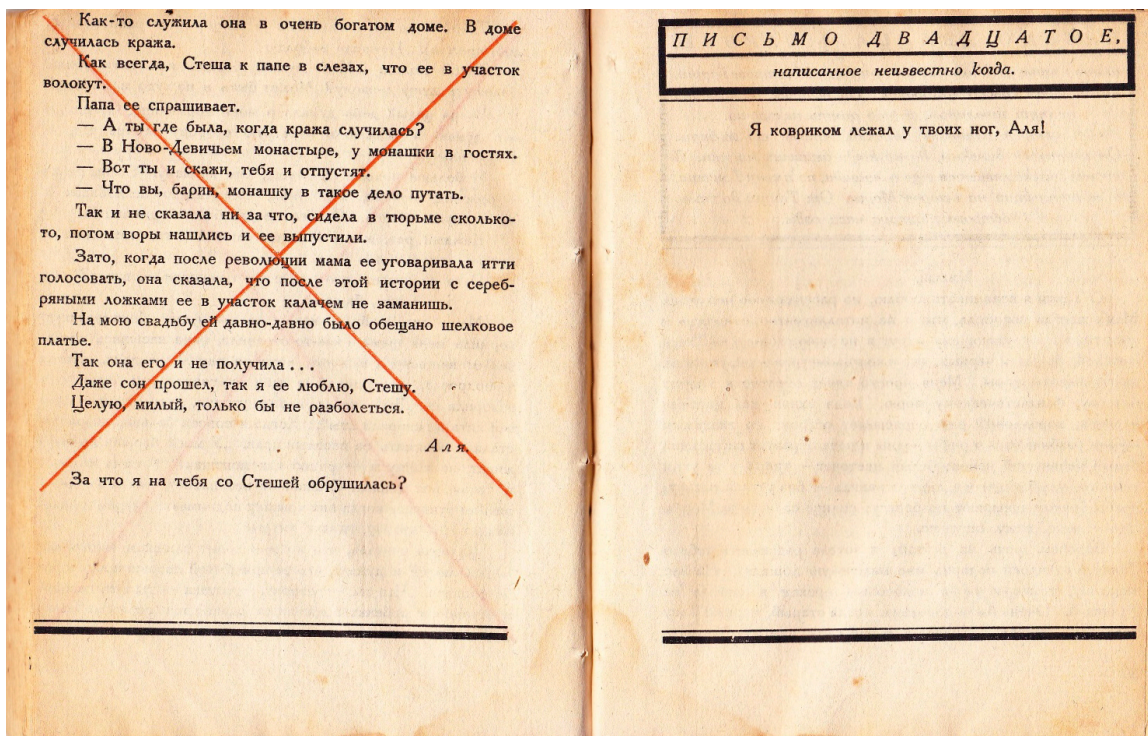 Как-то служила она в очень богатом доме. В доме
случилась кража.
Как всегда, Стеша к папе в слезах, что ее в участок
волокут.
Папа ее спрашивает.
— А ты где была, когда кража случилась?
— В Ново-Девичьем монастыре, у монашки в гостях.
— Вот ты и скажи, тебя и отпустят.
— Что вы, барин, монашку в такое дело путать.
Так и не сказала ни за что, сидела в тюрьме сколько-
то, потом воры нашлись и ее выпустили.
Зато, когда после революции мама ее уговаривала итти
голосовать, она сказала, что после этой истории с сереб-
ряными ложками ее в участок калачем не заманишь.
На мою свадьбу ей давно-давно было обещано шелковое
платье.
Так она его и не получила...
Даже сон прошел, так я ее люблю, Стешу.
Целую, милый, только бы не разболеться.
Аля.
За что я на тебя со Стешей обрушилась?
ПИСЬМО ДВАДЦАТОЕ,
написанное неизвестно когда.
Я ковриком лежал у твоих ног, Аля!